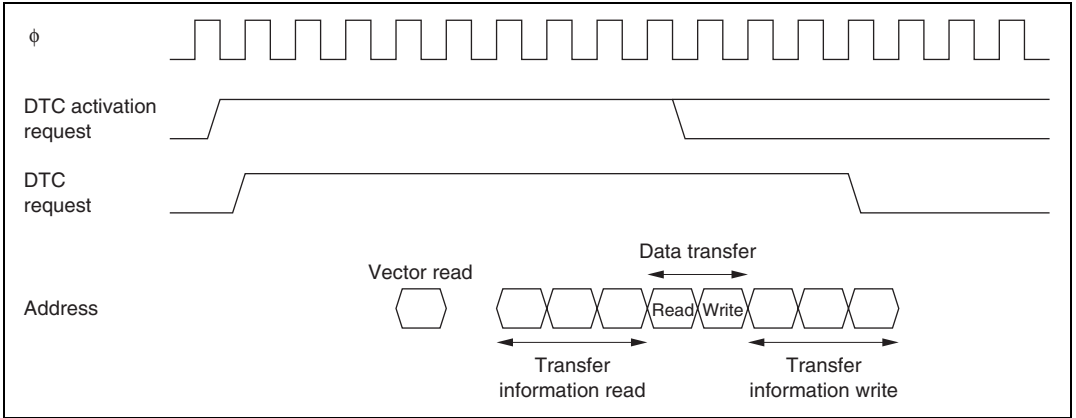 ϕ
DTC activation
request
DTC
request
Data transfer
Vector read
Address
Read Write
Transfer
information read
Transfer
information write